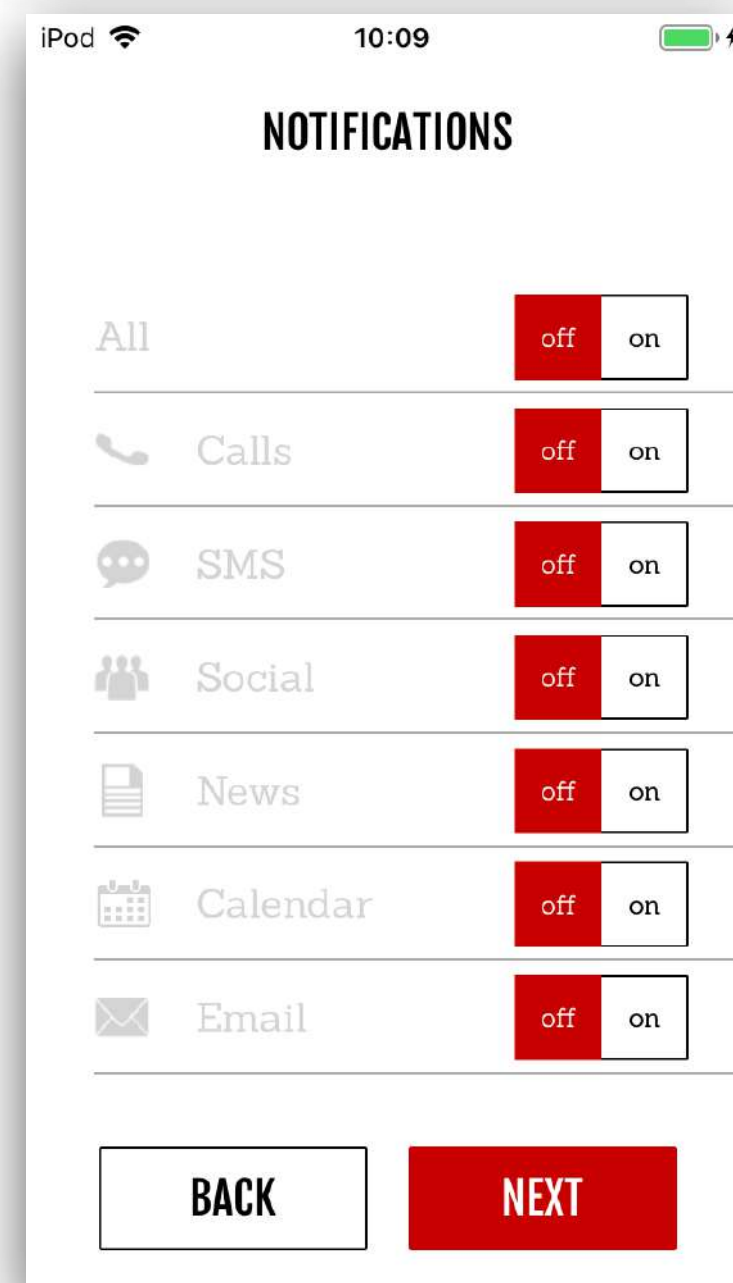 iPod 10:09
NOTIFICATIONS
All off on
Calls off on
SMS off on
Social off on
News off on
Calendar off on
Email off on
BACK NEXT